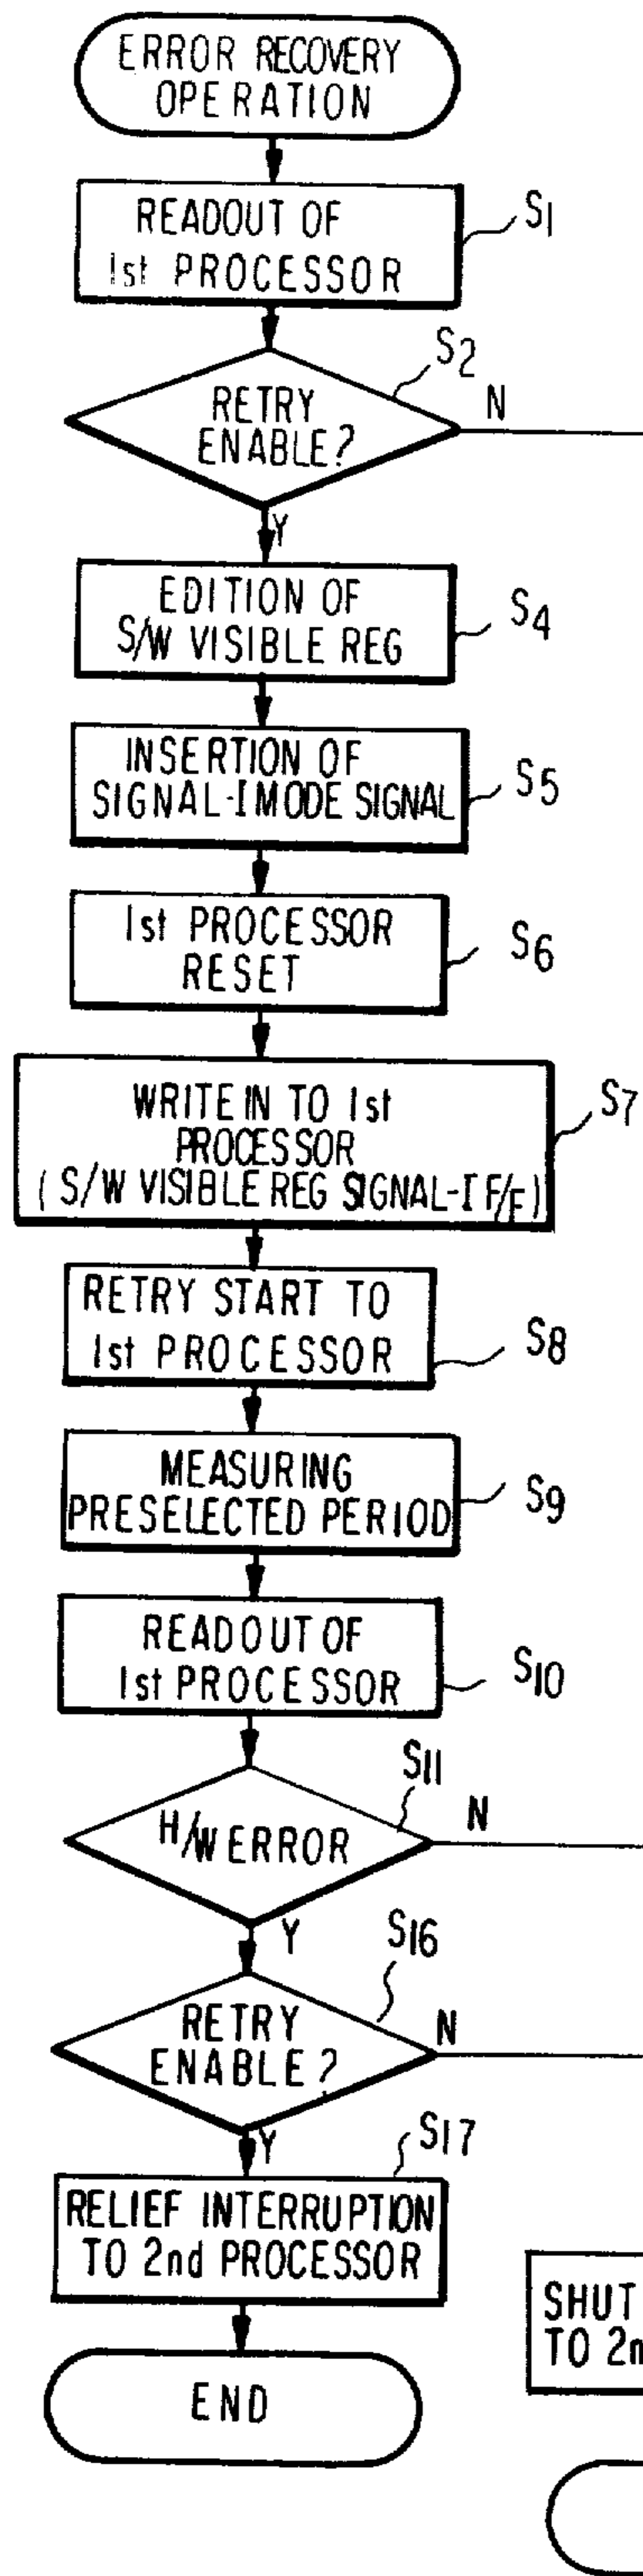 ERROR RECOVERY
OPERATION
READOUT OF
1st PROCESSOR
S1
S2
RETRY
ENABLE?
N
Y
EDITION OF
S/W VISIBLE REG
S4
INSERTION OF
SIGNAL-I MODE SIGNAL
S5
1st PROCESSOR
RESET
S6
WRITE IN TO 1st
PROCESSOR
(S/W VISIBLE REG SIGNAL-I F/F)
S7
RETRY START TO
1st PROCESSOR
S8
MEASURING
PRESELECTED PERIOD
S9
READOUT OF
1st PROCESSOR
S10
S11
H/W ERROR
N
Y
S16
RETRY
ENABLE?
N
Y
S17
RELIEF INTERRUPTION
TO 2nd PROCESSOR
SHUT
TO 2n
END